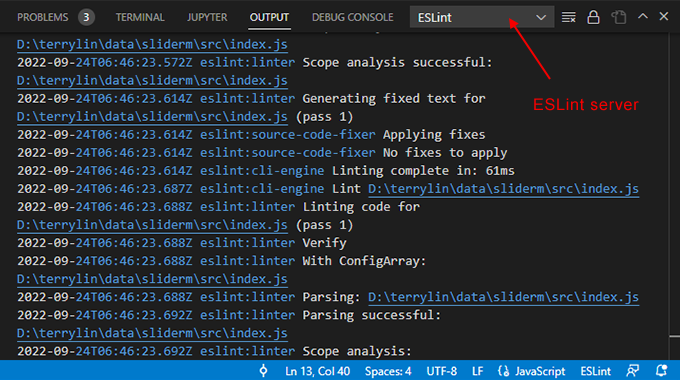 PROBLEMS 3 TERMINAL JUPYTER OUTPUT DEBUG CONSOLE ESLint
D:\terrylin\data\sliderm\src\index.js
2022-09-24T06:46:23.572Z eslint:linter Scope analysis successful:
D:\terrylin\data\sliderm\src\index.js
ESLint server
2022-09-24T06:46:23.614Z eslint:linter Generating fixed text for
D:\terrylin\data\sliderm\src\index.js (pass 1)
2022-09-24T06:46:23.614Z eslint:source-code-fixer Applying fixes
2022-09-24T06:46:23.614Z eslint:source-code-fixer No fixes to apply
2022-09-24T06:46:23.614Z eslint:cli-engine Linting complete in: 61ms
2022-09-24T06:46:23.687Z eslint:cli-engine Lint D:\terrylin\data\sliderm\src\index.js
2022-09-24T06:46:23.688Z eslint:linter Linting code for
D:\terrylin\data\sliderm\src\index.js (pass 1)
2022-09-24T06:46:23.688Z eslint:linter Verify
2022-09-24T06:46:23.688Z eslint:linter With ConfigArray:
D:\terrylin\data\sliderm\src\index.js
2022-09-24T06:46:23.688Z eslint:linter Parsing: D:\terrylin\data\sliderm\src\index.js
2022-09-24T06:46:23.692Z eslint:linter Parsing successful:
D:\terrylin\data\sliderm\src\index.js
2022-09-24T06:46:23.692Z eslint:linter Scope analysis:
Ln 13, Col 40 Spaces: 4 UTF-8 LF JavaScript ESLint